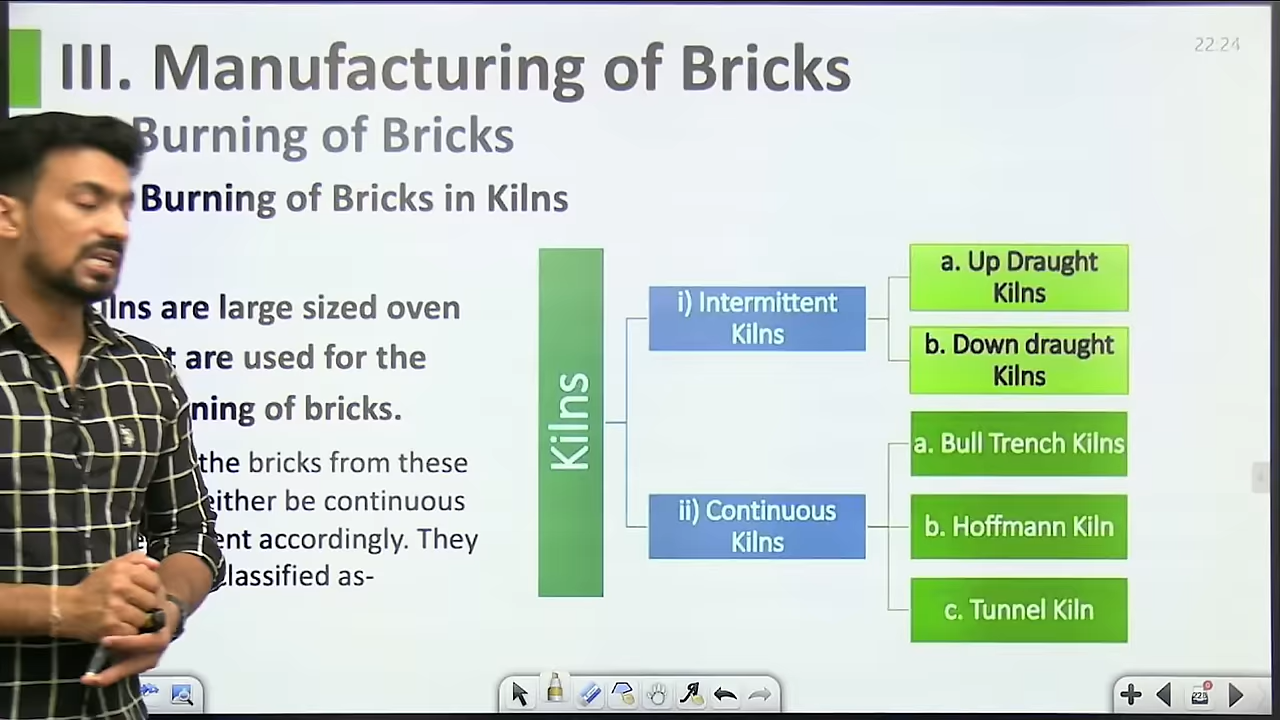 III. Manufacturing of Bricks
22:24
Burning of Bricks
Burning of Bricks in Kilns
ilns are large sized oven
t are used for the
ning of bricks.
the bricks from these
either be continuous
ent accordingly. They
classified as-
Kilns
i) Intermittent
Kilns
ii) Continuous
Kilns
a. Up Draught
Kilns
b. Down draught
Kilns
a. Bull Trench Kilns
b. Hoffmann Kiln
c. Tunnel Kiln